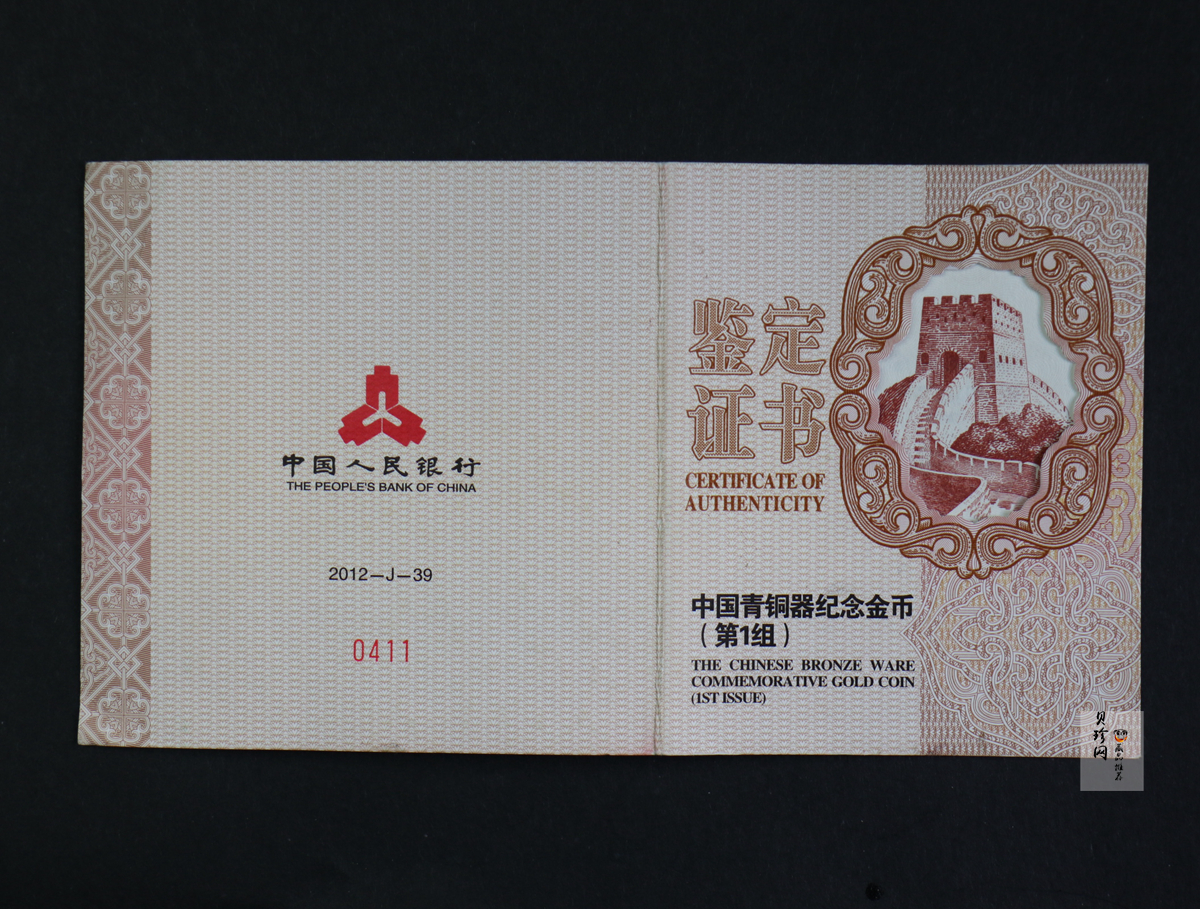 中国人民银行
THE PEOPLE'S BANK OF CHINA
2012—J—39
0411
鉴定
证书
CERTIFICATE OF
AUTHENTICITY
中国青铜器纪念金币
（第1组）
THE CHINESE BRONZE WARE
COMMEMORATIVE GOLD COIN
(1ST ISSUE)
贝珍网